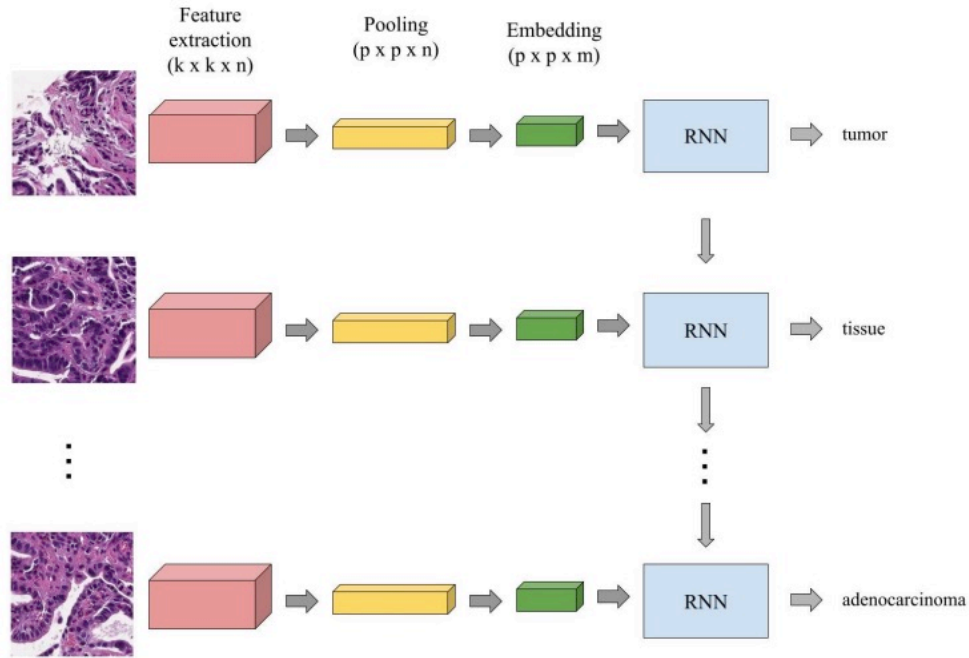 Feature
extraction
(k x k x n)
Pooling
(p x p x n)
Embedding
(p x p x m)
RNN
tumor
RNN
tissue
RNN
adenocarcinoma